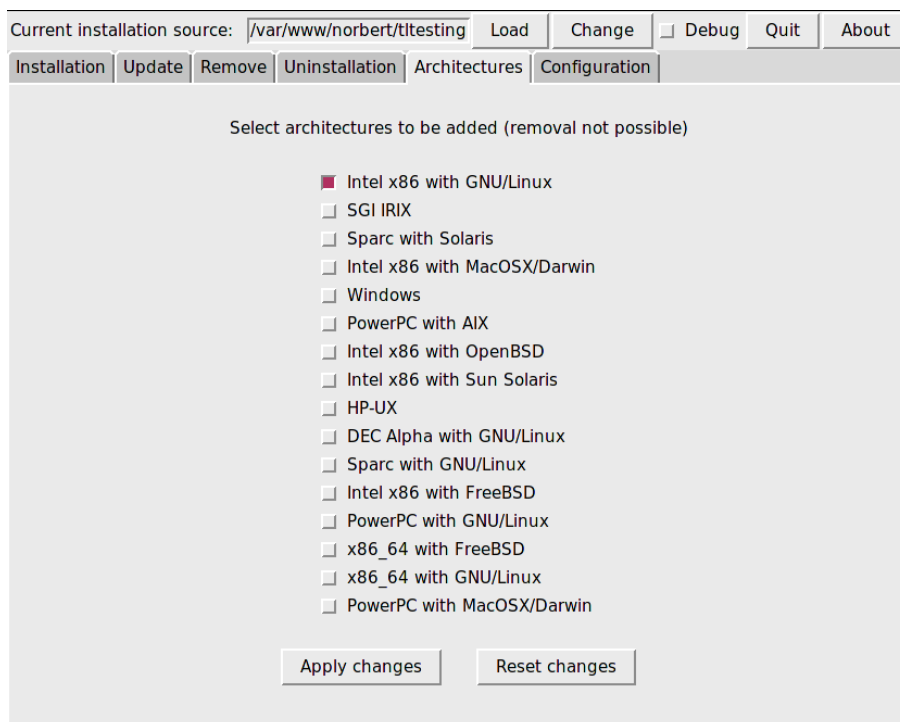 Current installation source: /var/www/norbert/tltesting Load Change Debug Quit About
Installation Update Remove Uninstallation Architectures Configuration
Select architectures to be added (removal not possible)
Intel x86 with GNU/Linux
SGI IRIX
Sparc with Solaris
Intel x86 with MacOSX/Darwin
Windows
PowerPC with AIX
Intel x86 with OpenBSD
Intel x86 with Sun Solaris
HP-UX
DEC Alpha with GNU/Linux
Sparc with GNU/Linux
Intel x86 with FreeBSD
PowerPC with GNU/Linux
x86_64 with FreeBSD
x86_64 with GNU/Linux
PowerPC with MacOSX/Darwin
Apply changes Reset changes